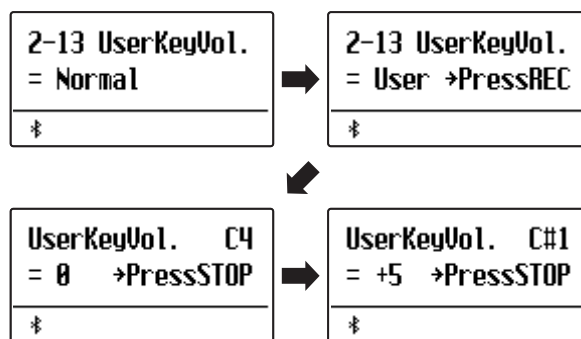 2-13 UserKeyVol.
= Normal
2-13 UserKeyVol.
= User →PressREC
UserKeyVol. C4
= 0 →PressSTOP
UserKeyVol. C#1
= +5 →PressSTOP